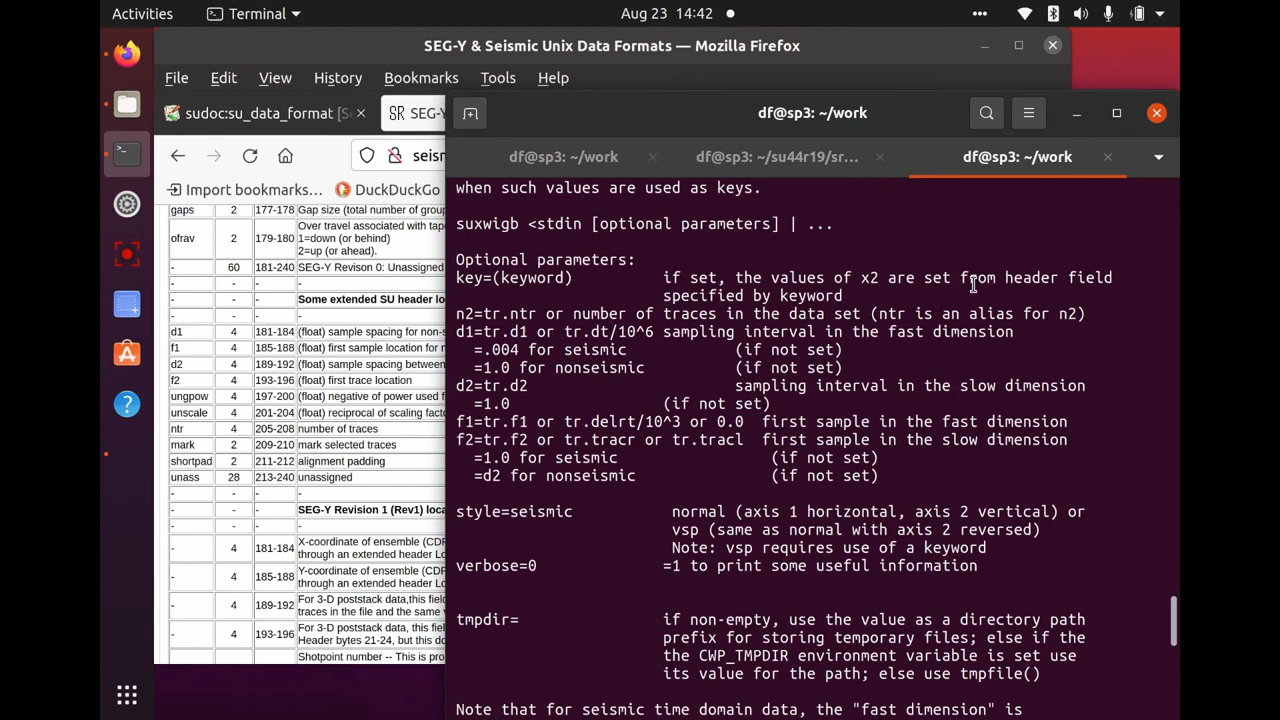 Activities
Terminal
Aug 23 14:42
SEG-Y & Seismic Unix Data Formats — Mozilla Firefox
File Edit View History Bookmarks Tools Help
sudoc:su_data_format [Se
SR SEG-Y
seism
Import bookmarks… DuckDuckGo
gaps 2 177-178 Gap size (total number of group
ofrav 2 179-180 Over travel associated with tape
1=down (or behind)
2=up (or ahead).
- 60 181-240 SEG-Y Revison 0: Unassigned
- - -
- - - Some extended SU header lo
- - -
d1 4 181-184 (float) sample spacing for non-s
f1 4 185-188 (float) first sample location for n
d2 4 189-192 (float) sample spacing between
f2 4 193-196 (float) first trace location
ungpow 4 197-200 (float) negative of power used f
unscale 4 201-204 (float) reciprocal of scaling facto
ntr 4 205-208 number of traces
mark 2 209-210 mark selected traces
shortpad 2 211-212 alignment padding
unass 28 213-240 unassigned
- - -
- - - SEG-Y Revision 1 (Rev1) loca
- - -
- 4 181-184 X-coordinate of ensemble (CDP
through an extended header Lo
- 4 185-188 Y-coordinate of ensemble (CDP
through an extended header Lo
- 4 189-192 For 3-D poststack data,this field
traces in the file and the same v
- 4 193-196 For 3-D poststack data, this fiel
Header bytes 21-24, but this do
Shotpoint number -- This is pro
df@sp3: ~/work
df@sp3: ~/work df@sp3: ~/su44r19/sr… df@sp3: ~/work
when such values are used as keys.
suxwigb <stdin [optional parameters] | ...
Optional parameters:
key=(keyword) if set, the values of x2 are set from header field
specified by keyword
n2=tr.ntr or number of traces in the data set (ntr is an alias for n2)
d1=tr.d1 or tr.dt/10^6 sampling interval in the fast dimension
=.004 for seismic (if not set)
=1.0 for nonseismic (if not set)
d2=tr.d2 sampling interval in the slow dimension
=1.0 (if not set)
f1=tr.f1 or tr.delrt/10^3 or 0.0 first sample in the fast dimension
f2=tr.f2 or tr.tracr or tr.tracl first sample in the slow dimension
=1.0 for seismic (if not set)
=d2 for nonseismic (if not set)
style=seismic normal (axis 1 horizontal, axis 2 vertical) or
vsp (same as normal with axis 2 reversed)
Note: vsp requires use of a keyword
verbose=0 =1 to print some useful information
tmpdir= if non-empty, use the value as a directory path
prefix for storing temporary files; else if the
the CWP_TMPDIR environment variable is set use
its value for the path; else use tmpfile()
Note that for seismic time domain data, the "fast dimension" is